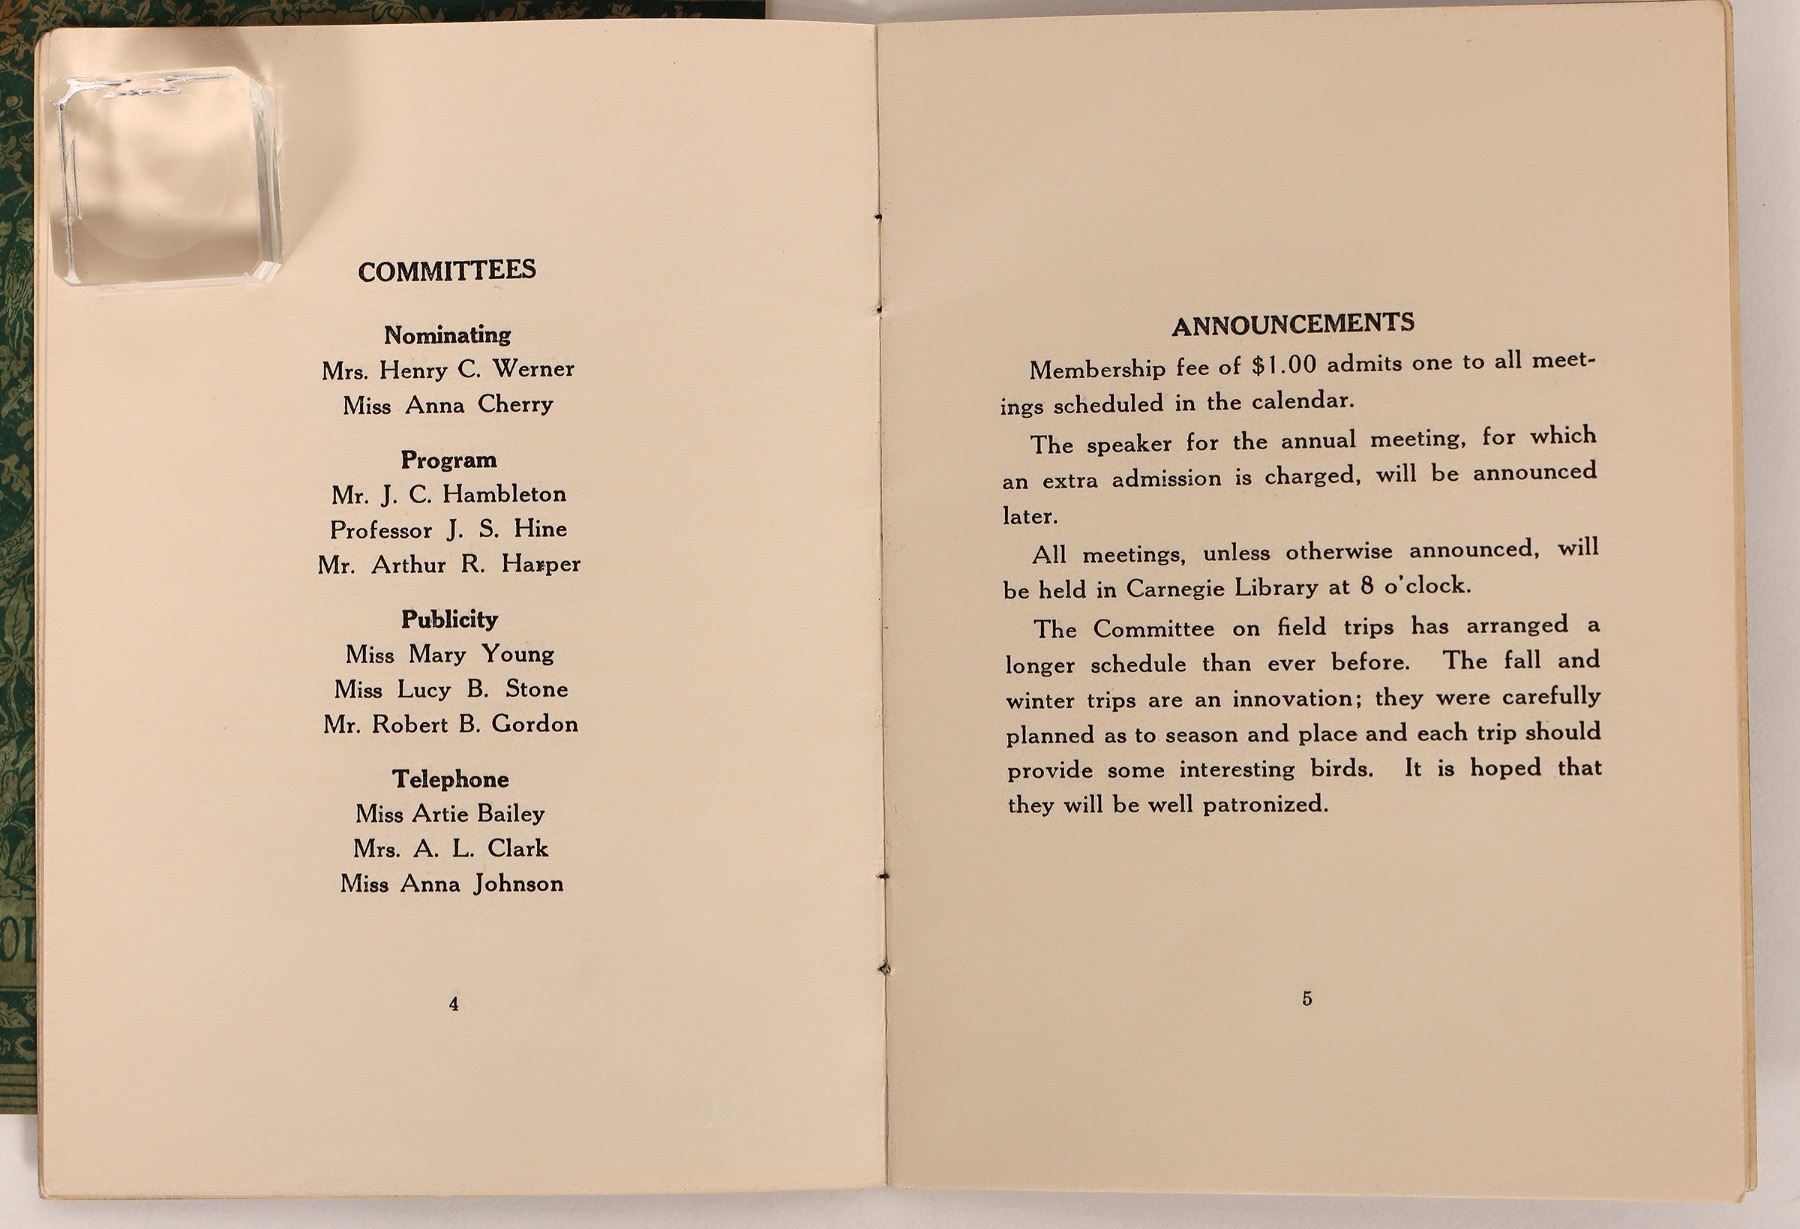 COMMITTEES
Nominating
Mrs. Henry C. Werner
Miss Anna Cherry
Program
Mr. J. C. Hambleton
Professor J. S. Hine
Mr. Arthur R. Harper
Publicity
Miss Mary Young
Miss Lucy B. Stone
Mr. Robert B. Gordon
Telephone
Miss Artie Bailey
Mrs. A. L. Clark
Miss Anna Johnson
4
ANNOUNCEMENTS
Membership fee of $1.00 admits one to all meet-
ings scheduled in the calendar.
The speaker for the annual meeting, for which
an extra admission is charged, will be announced
later.
All meetings, unless otherwise announced, will
be held in Carnegie Library at 8 o'clock.
The Committee on field trips has arranged a
longer schedule than ever before. The fall and
winter trips are an innovation; they were carefully
planned as to season and place and each trip should
provide some interesting birds. It is hoped that
they will be well patronized.
5